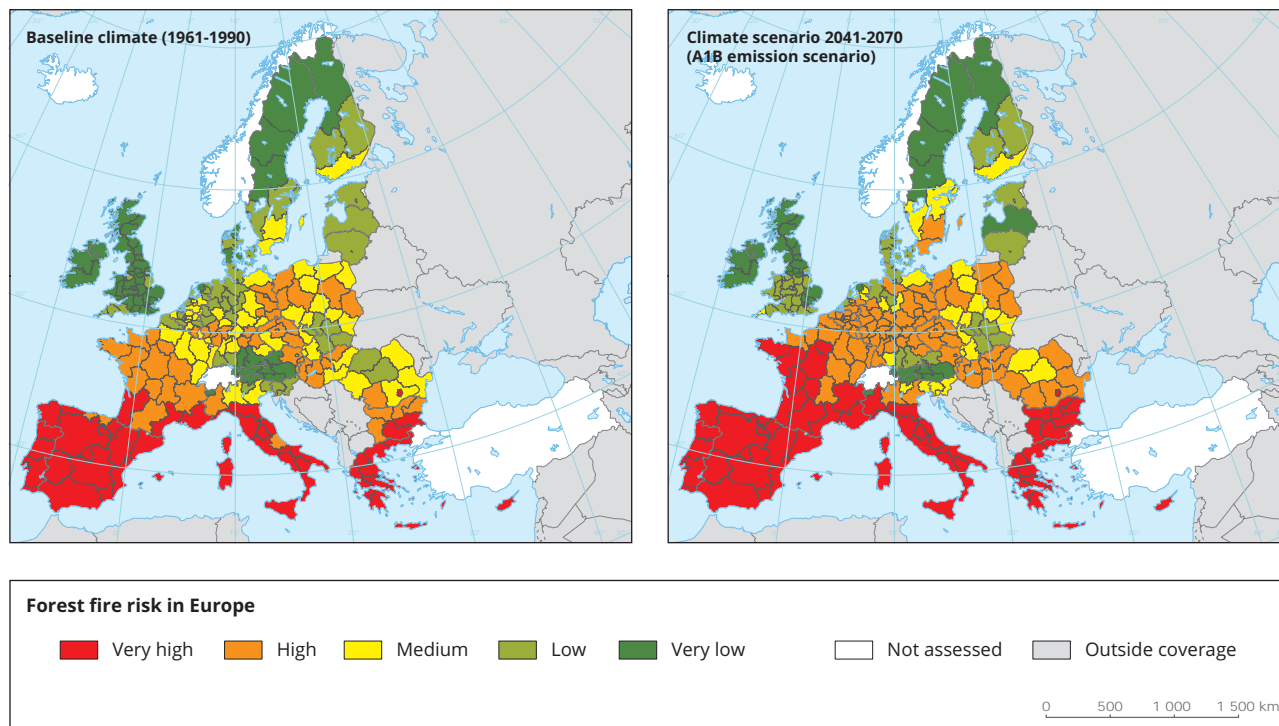 Baseline climate (1961-1990)
Climate scenario 2041-2070
(A1B emission scenario)
Forest fire risk in Europe
Very high
High
Medium
Low
Very low
Not assessed
Outside coverage
0 500 1 000 1 500 km